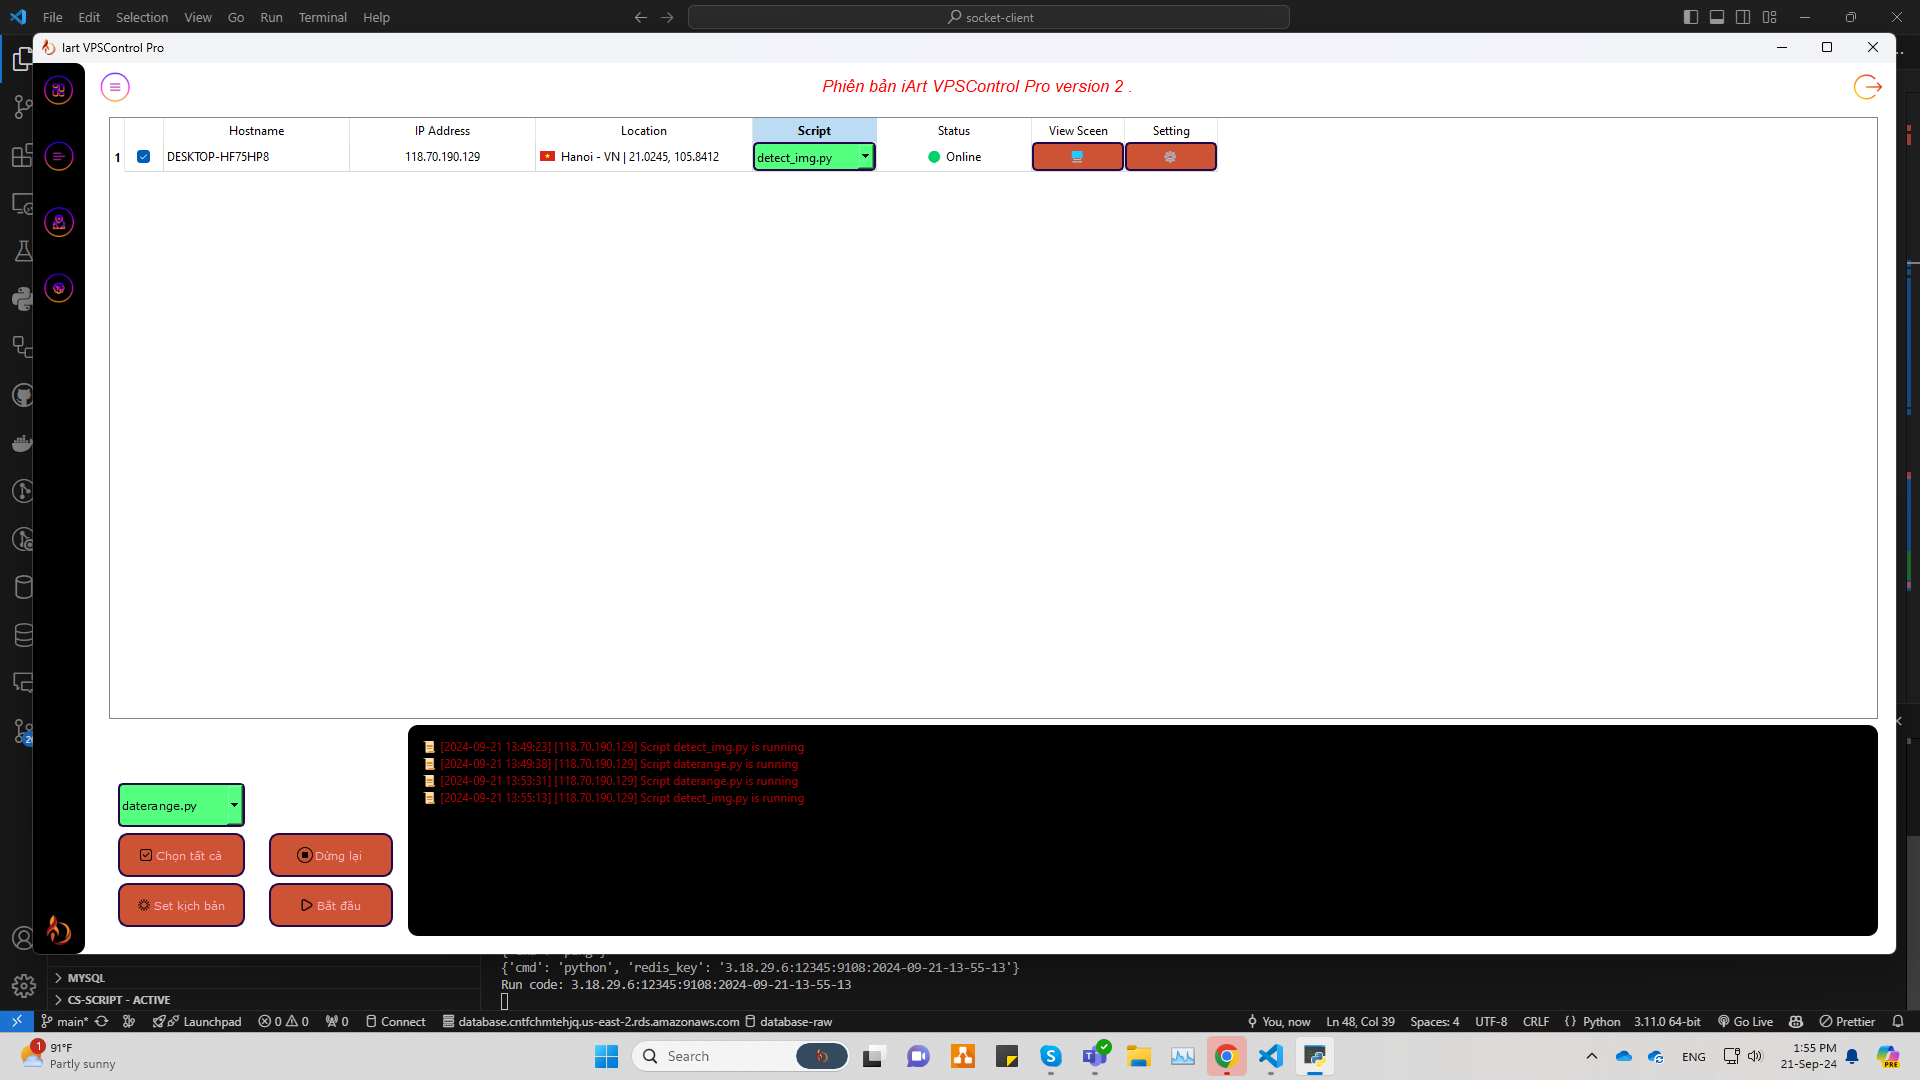 File Edit Selection View Go Run Terminal Help
socket-client
Iart VPSControl Pro
Phiên bản iArt VPSControl Pro version 2 .
Hostname IP Address Location Script Status View Sceen Setting
1 DESKTOP-HF75HP8 118.70.190.129 Hanoi - VN | 21.0245, 105.8412 detect_img.py Online
[2024-09-21 13:49:23] [118.70.190.129] Script detect_img.py is running
[2024-09-21 13:49:38] [118.70.190.129] Script daterange.py is running
[2024-09-21 13:53:31] [118.70.190.129] Script daterange.py is running
[2024-09-21 13:55:13] [118.70.190.129] Script detect_img.py is running
daterange.py
Chọn tất cả Dừng lại
Set kịch bản Bắt đầu
MYSQL
CS-SCRIPT - ACTIVE
{'cmd': 'python', 'redis_key': '3.18.29.6:12345:9108:2024-09-21-13-55-13'}
Run code: 3.18.29.6:12345:9108:2024-09-21-13-55-13
main* Launchpad 0 0 0 Connect database.cntfchmtehjq.us-east-2.rds.amazonaws.com database-raw You, now Ln 48, Col 39 Spaces: 4 UTF-8 CRLF {} Python 3.11.0 64-bit Go Live Prettier
1 91°F
Partly sunny
Search
ENG
1:55 PM
21-Sep-24
PRE